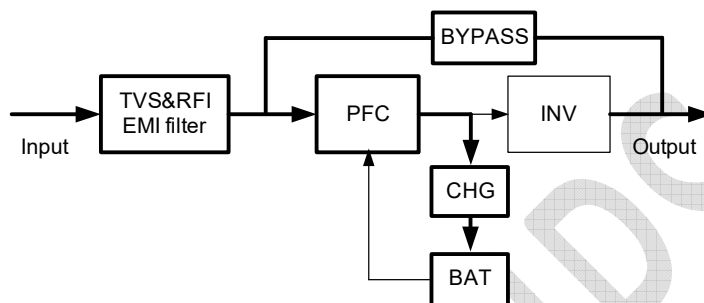 BYPASS
TVS&RFI
EMI filter
PFC
INV
Input
Output
CHG
BAT